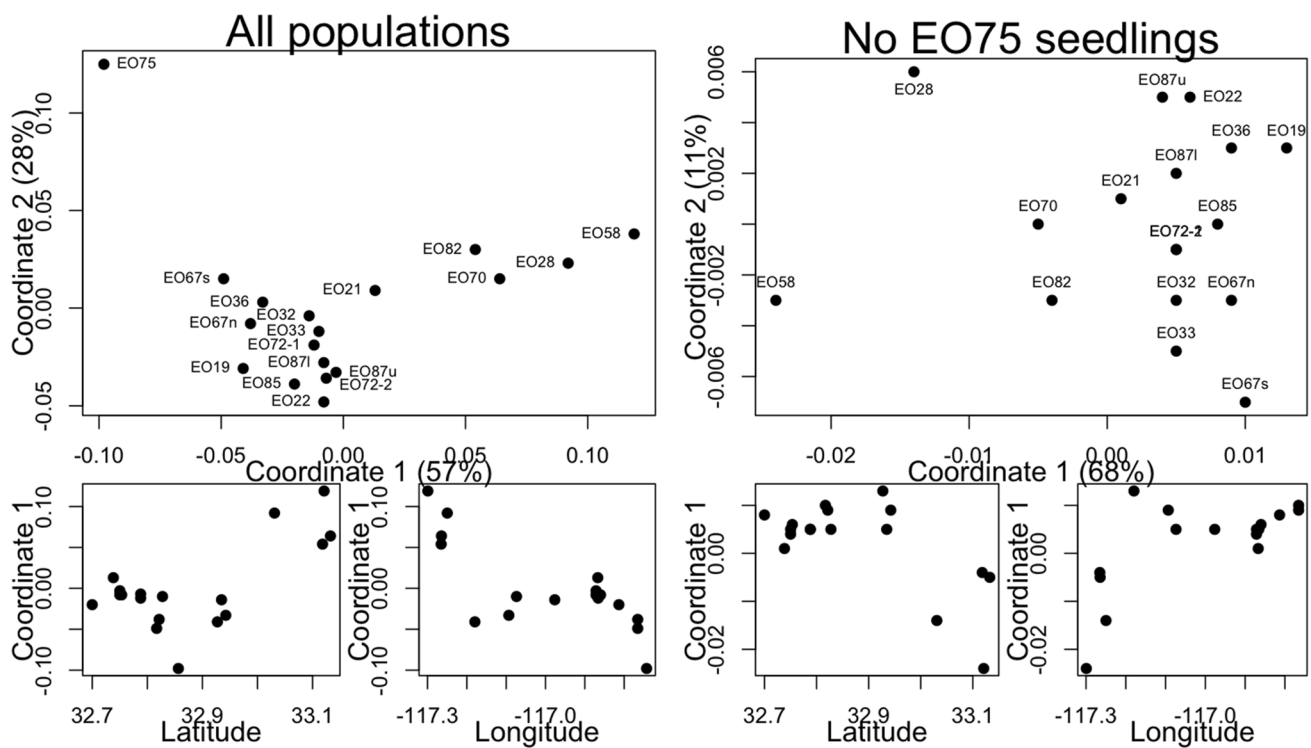 All populations
No EO75 seedlings
Coordinate 2 (28%)
0.10
0.05
0.00
-0.05
EO75
EO58
EO82
EO28
EO70
EO67s
EO21
EO36
EO32
EO67n
EO33
EO72-1
EO87l
EO19
EO87u
EO85
EO72-2
EO22
-0.10
-0.05
0.00
0.05
0.10
Coordinate 1 (57%)
Coordinate 2 (11%)
0.006
0.002
-0.002
-0.006
EO28
EO87u
EO22
EO36
EO19
EO87l
EO21
EO70
EO85
EO58
EO82
EO32
EO67n
EO33
EO67s
-0.02
-0.01
0.00
0.01
Coordinate 1 (68%)
Coordinate 1
0.10
0.00
-0.10
32.7
32.9
33.1
Latitude
Coordinate 1
0.10
0.00
-0.10
-117.3
-117.0
Longitude
Coordinate 1
0.00
-0.02
32.7
32.9
33.1
Latitude
Coordinate 1
0.00
-0.02
-117.3
-117.0
Longitude